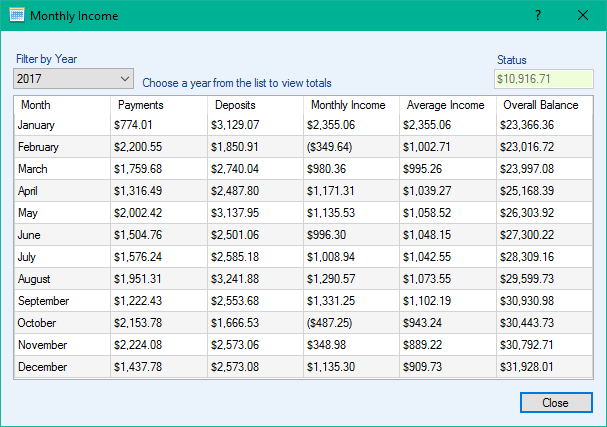 Monthly Income
?
Filter by Year
Status
2017
Choose a year from the list to view totals
$10,916.71
Month Payments Deposits Monthly Income Average Income Overall Balance
January $774.01 $3,129.07 $2,355.06 $2,355.06 $23,366.36
February $2,200.55 $1,850.91 ($349.64) $1,002.71 $23,016.72
March $1,759.68 $2,740.04 $980.36 $995.26 $23,997.08
April $1,316.49 $2,487.80 $1,171.31 $1,039.27 $25,168.39
May $2,002.42 $3,137.95 $1,135.53 $1,058.52 $26,303.92
June $1,504.76 $2,501.06 $996.30 $1,048.15 $27,300.22
July $1,576.24 $2,585.18 $1,008.94 $1,042.55 $28,309.16
August $1,951.31 $3,241.88 $1,290.57 $1,073.55 $29,599.73
September $1,222.43 $2,553.68 $1,331.25 $1,102.19 $30,930.98
October $2,153.78 $1,666.53 ($487.25) $943.24 $30,443.73
November $2,224.08 $2,573.06 $348.98 $889.22 $30,792.71
December $1,437.78 $2,573.08 $1,135.30 $909.73 $31,928.01
Close